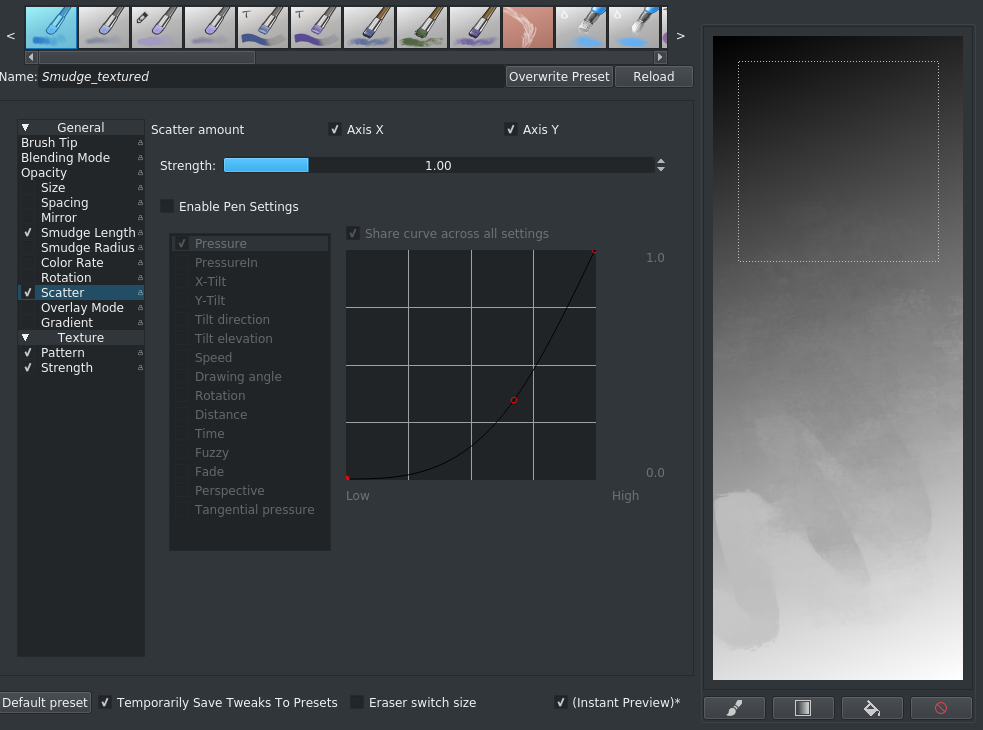 <
>
Name: Smudge_textured
Overwrite Preset
Reload
General
Brush Tip
Blending Mode
Opacity
Size
Spacing
Mirror
Smudge Length
Smudge Radius
Color Rate
Rotation
Scatter
Overlay Mode
Gradient
Texture
Pattern
Strength
Scatter amount
Axis X
Axis Y
Strength:
1.00
Enable Pen Settings
Pressure
PressureIn
X-Tilt
Y-Tilt
Tilt direction
Tilt elevation
Speed
Drawing angle
Rotation
Distance
Time
Fuzzy
Fade
Perspective
Tangential pressure
Share curve across all settings
1.0
0.0
Low
High
Default preset
Temporarily Save Tweaks To Presets
Eraser switch size
(Instant Preview)*